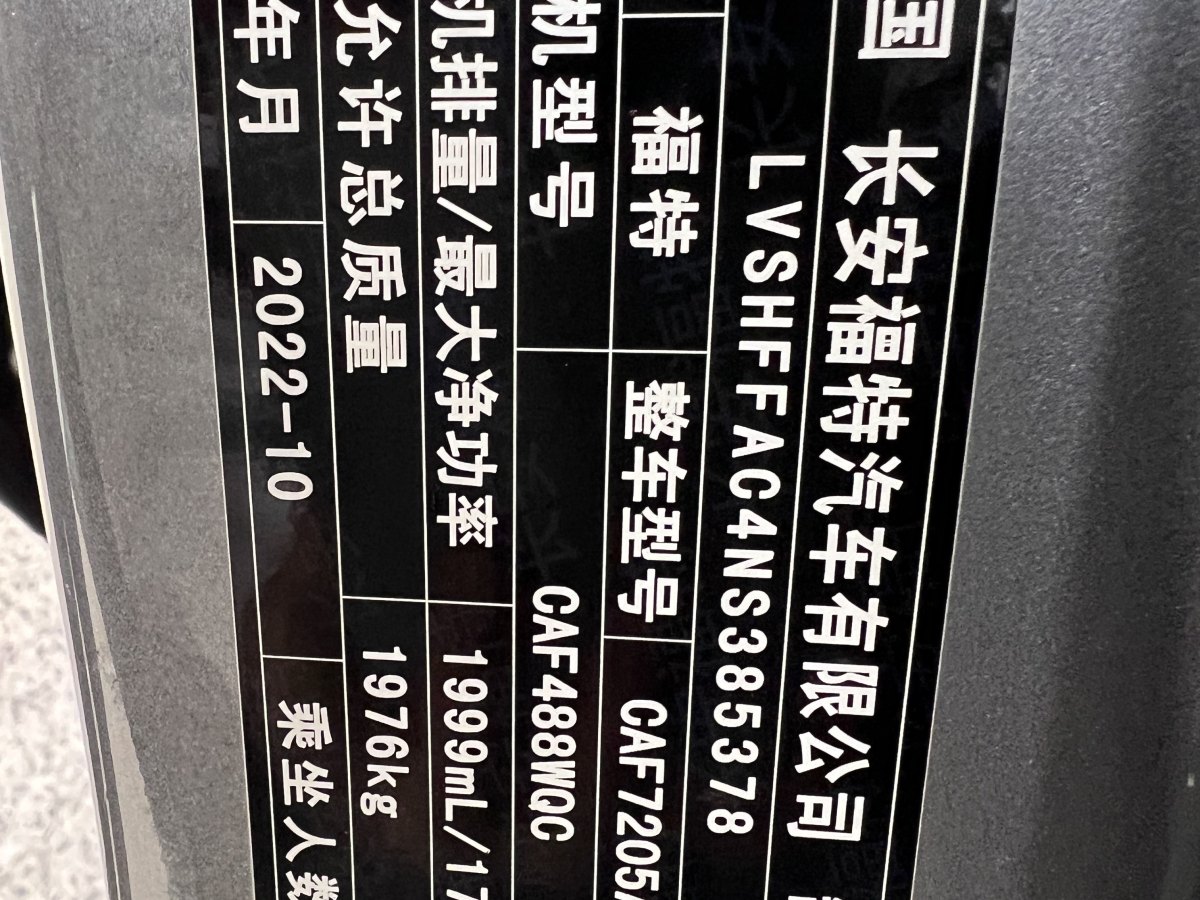 国 长安福特汽车有限公司
LVSHFFAC4NS385378
福特 整车型号 CAF7205
机型号 CAF488WQC
机排量/最大净功率 1999mL/17
允许总质量 1976kg
年月 2022-10 乘坐人数